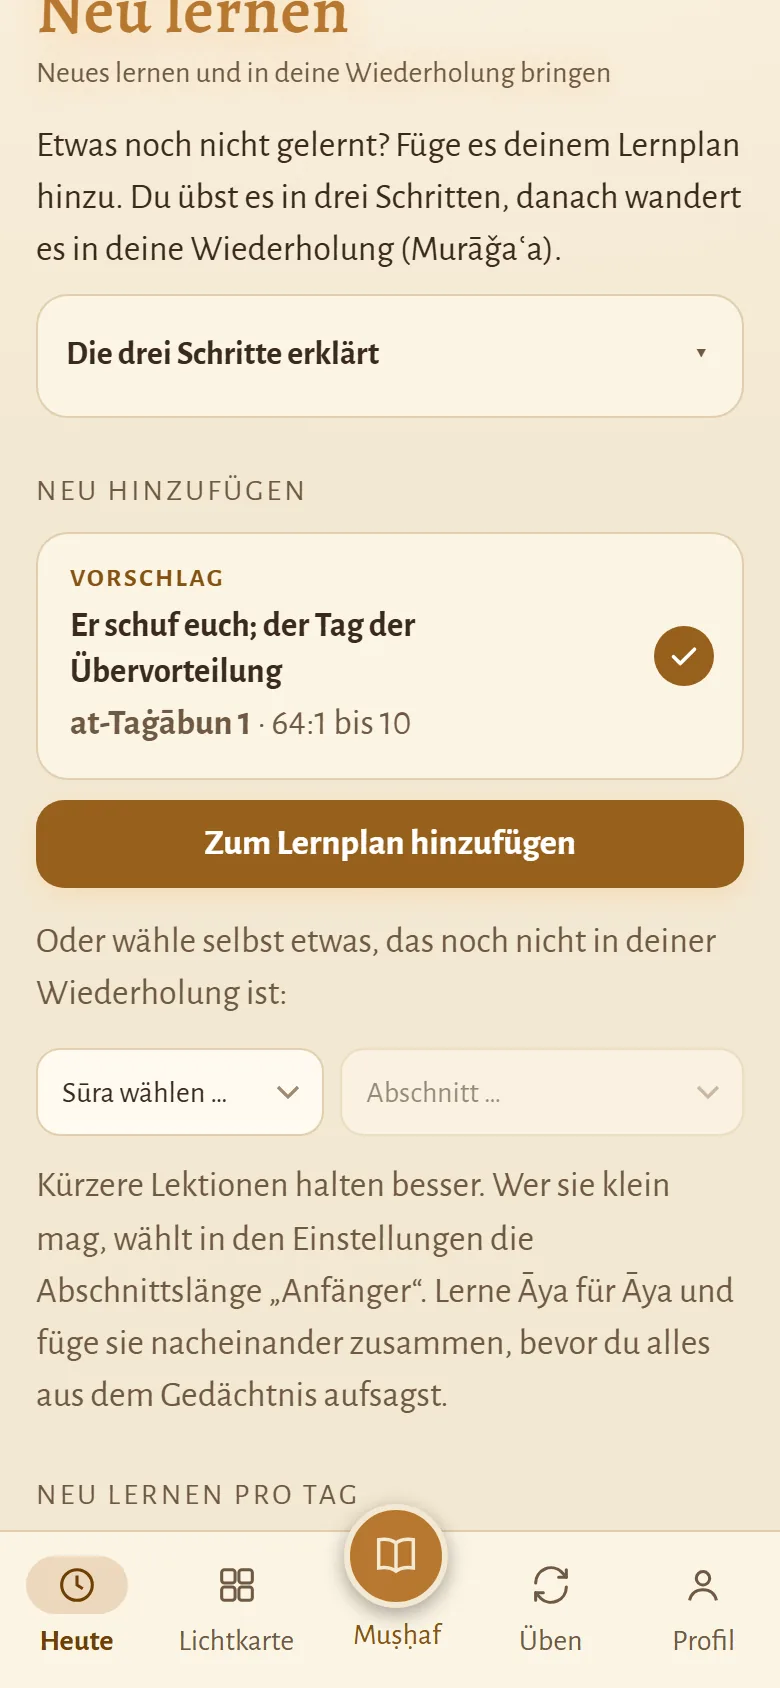 Neu lernen
Neues lernen und in deine Wiederholung bringen
Etwas noch nicht gelernt? Füge es deinem Lernplan
hinzu. Du übst es in drei Schritten, danach wandert
es in deine Wiederholung (Murāǧaʿa).
Die drei Schritte erklärt
NEU HINZUFÜGEN
VORSCHLAG
Er schuf euch; der Tag der
Übervorteilung
at-Taġābun 1 · 64:1 bis 10
Zum Lernplan hinzufügen
Oder wähle selbst etwas, das noch nicht in deiner
Wiederholung ist:
Sūra wählen …
Abschnitt …
Kürzere Lektionen halten besser. Wer sie klein
mag, wählt in den Einstellungen die
Abschnittslänge „Anfänger“. Lerne Āya für Āya und
füge sie nacheinander zusammen, bevor du alles
aus dem Gedächtnis aufsagst.
NEU LERNEN PRO TAG
Heute
Lichtkarte
Muṣḥaf
Üben
Profil